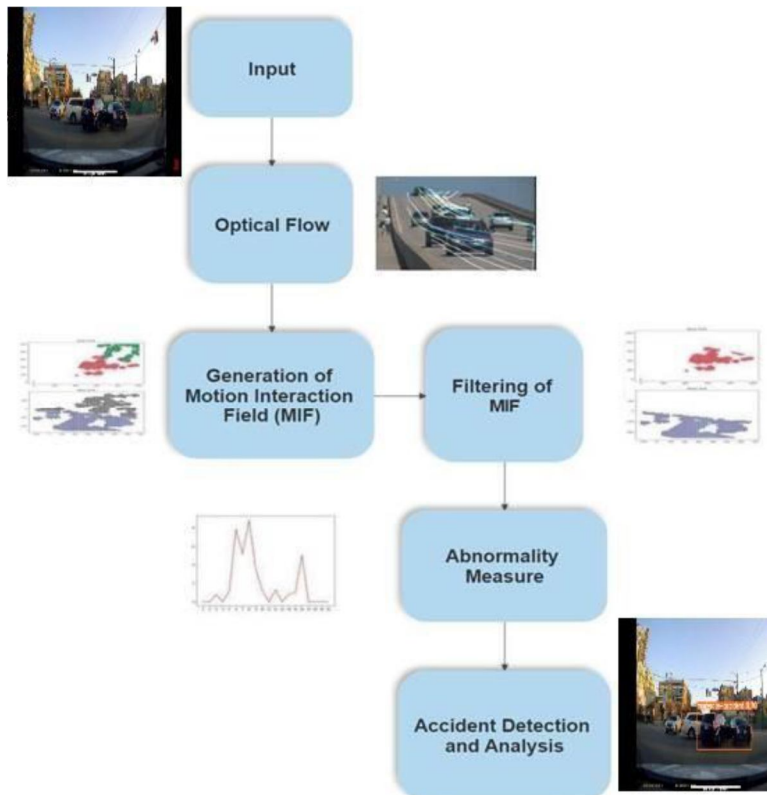 Input
Optical Flow
Generation of
Motion Interaction
Field (MIF)
Filtering of
MIF
Abnormality
Measure
Accident Detection
and Analysis